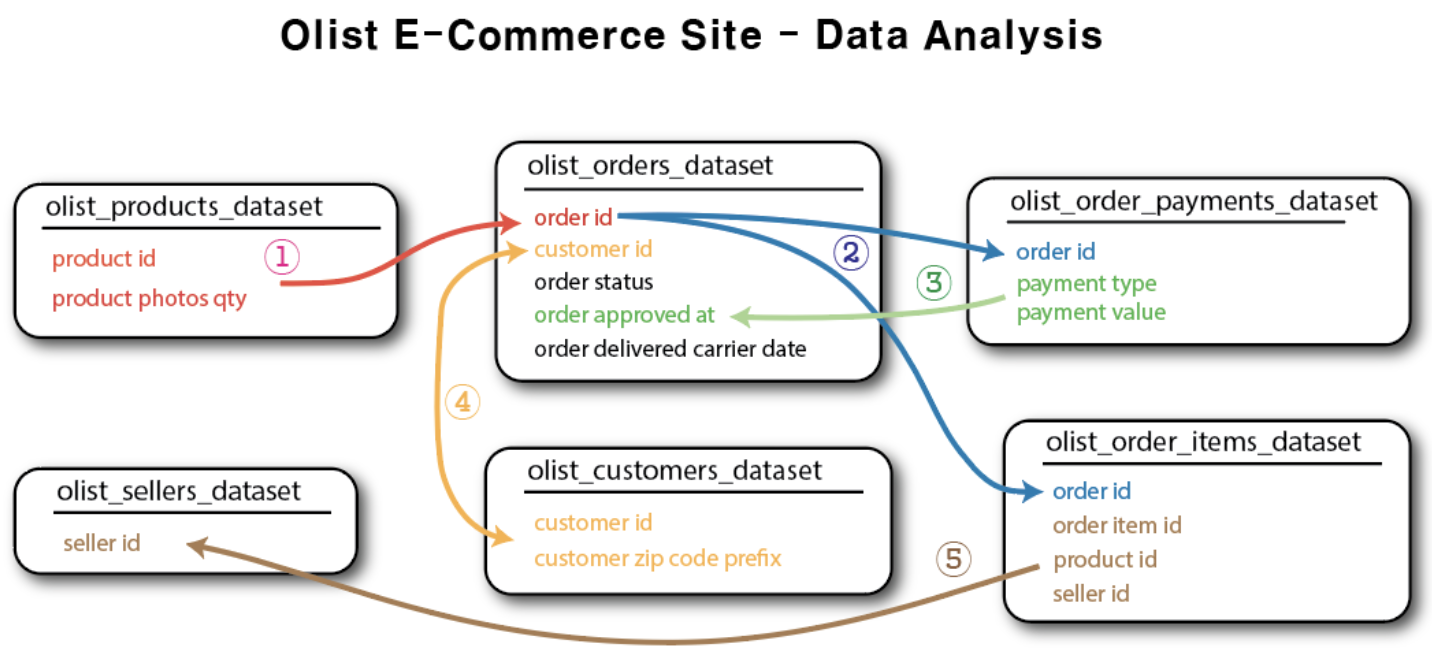 Olist E-Commerce Site - Data Analysis
olist_products_dataset
product id
product photos qty
①
olist_orders_dataset
order id
customer id
order status
order approved at
order delivered carrier date
②
③
olist_order_payments_dataset
order id
payment type
payment value
④
olist_sellers_dataset
seller id
olist_customers_dataset
customer id
customer zip code prefix
⑤
olist_order_items_dataset
order id
order item id
product id
seller id